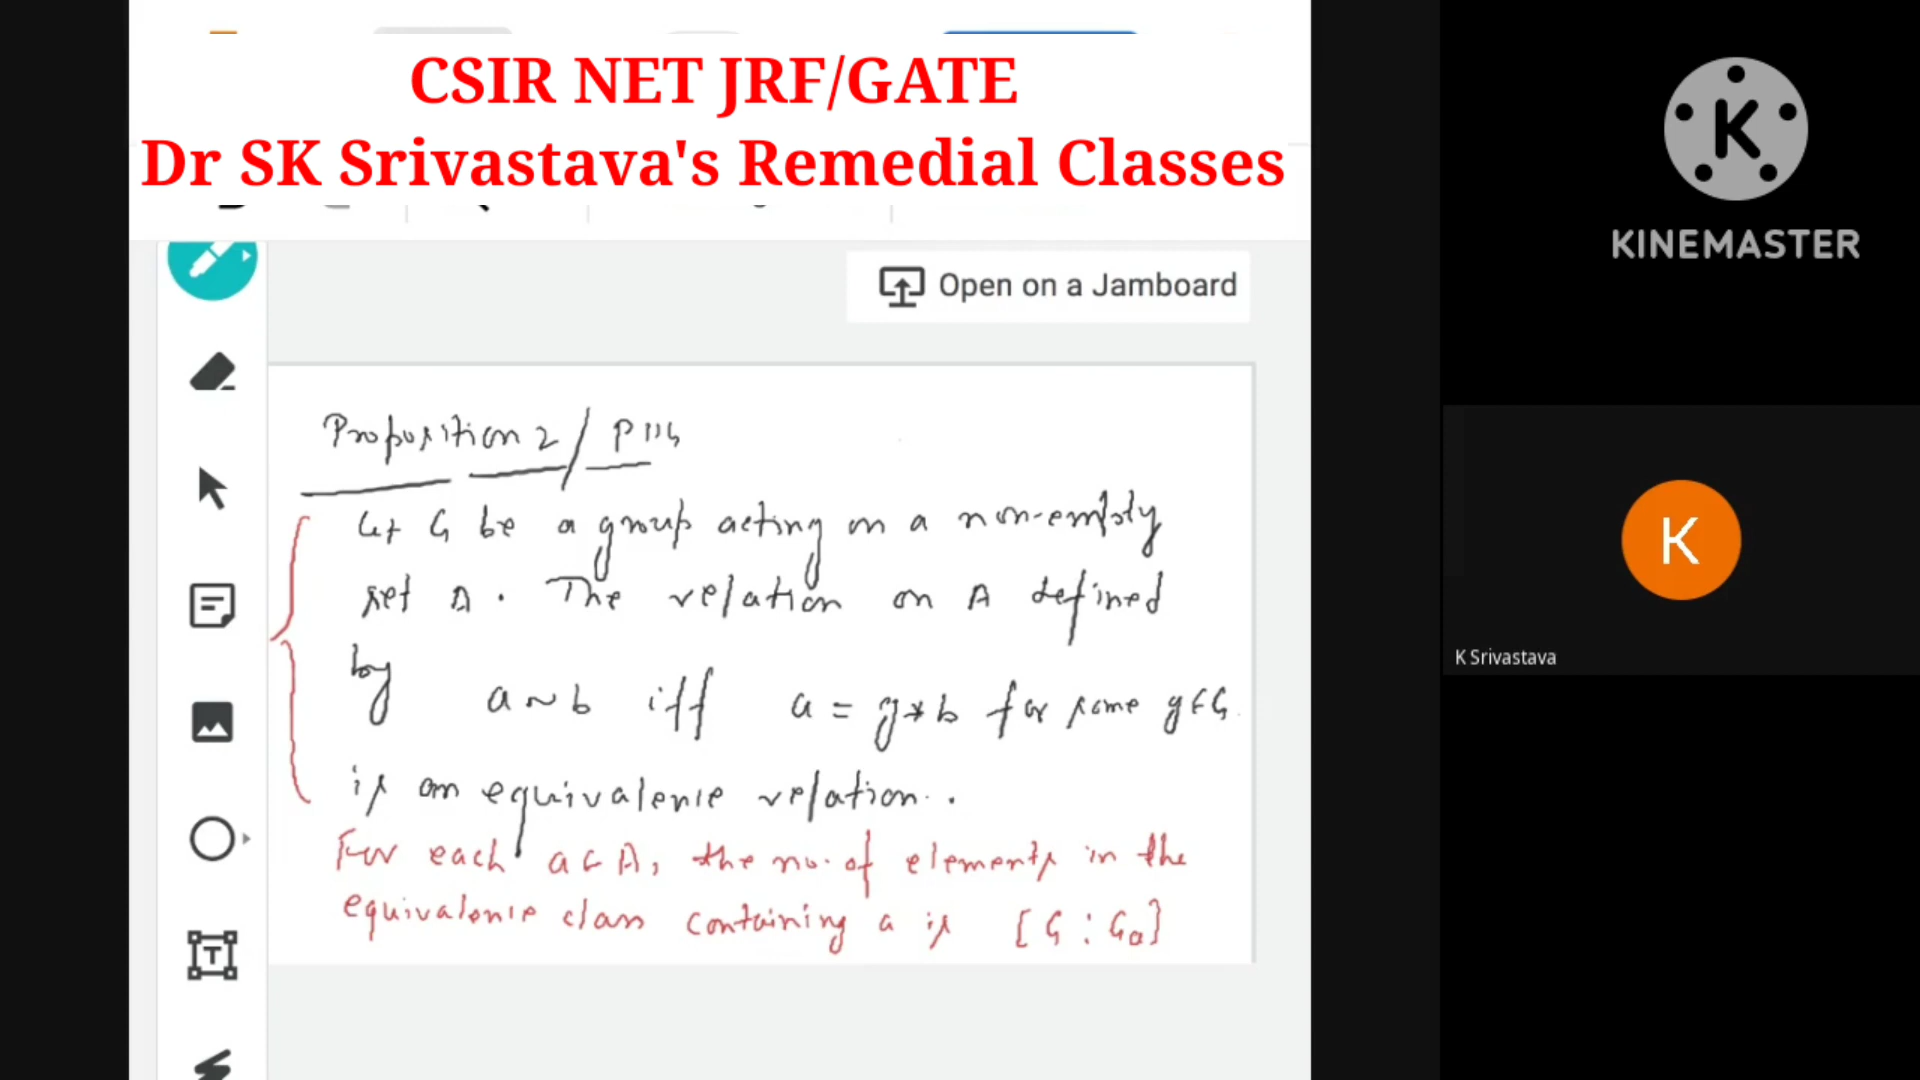 CSIR NET JRF/GATE
Dr SK Srivastava's Remedial Classes
Open on a Jamboard
Proposition 2/ P114
Let G be a group acting on a non-empty
set A. The relation on A defined
by a ~ b iff a = g*b for some g∈G.
is an equivalence relation.
For each a∈A, the no. of elements in the
equivalence class containing a is [G : Ga]
K
KINEMASTER
K
K Srivastava
T